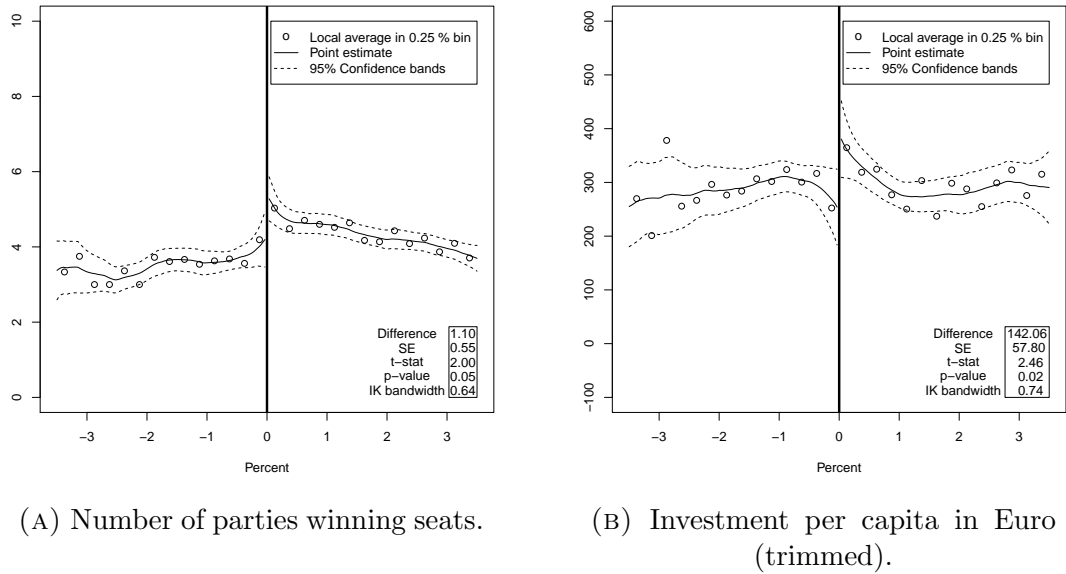 10
8
6
4
2
0
Local average in 0.25 % bin
Point estimate
95% Confidence bands
Difference 1.10
SE 0.55
t−stat 2.00
p−value 0.05
IK bandwidth 0.64
−3 −2 −1 0 1 2 3
Percent
(A) Number of parties winning seats.
600
500
400
300
200
100
0
−100
Local average in 0.25 % bin
Point estimate
95% Confidence bands
Difference 142.06
SE 57.80
t−stat 2.46
p−value 0.02
IK bandwidth 0.74
−3 −2 −1 0 1 2 3
Percent
(B) Investment per capita in Euro
(trimmed).